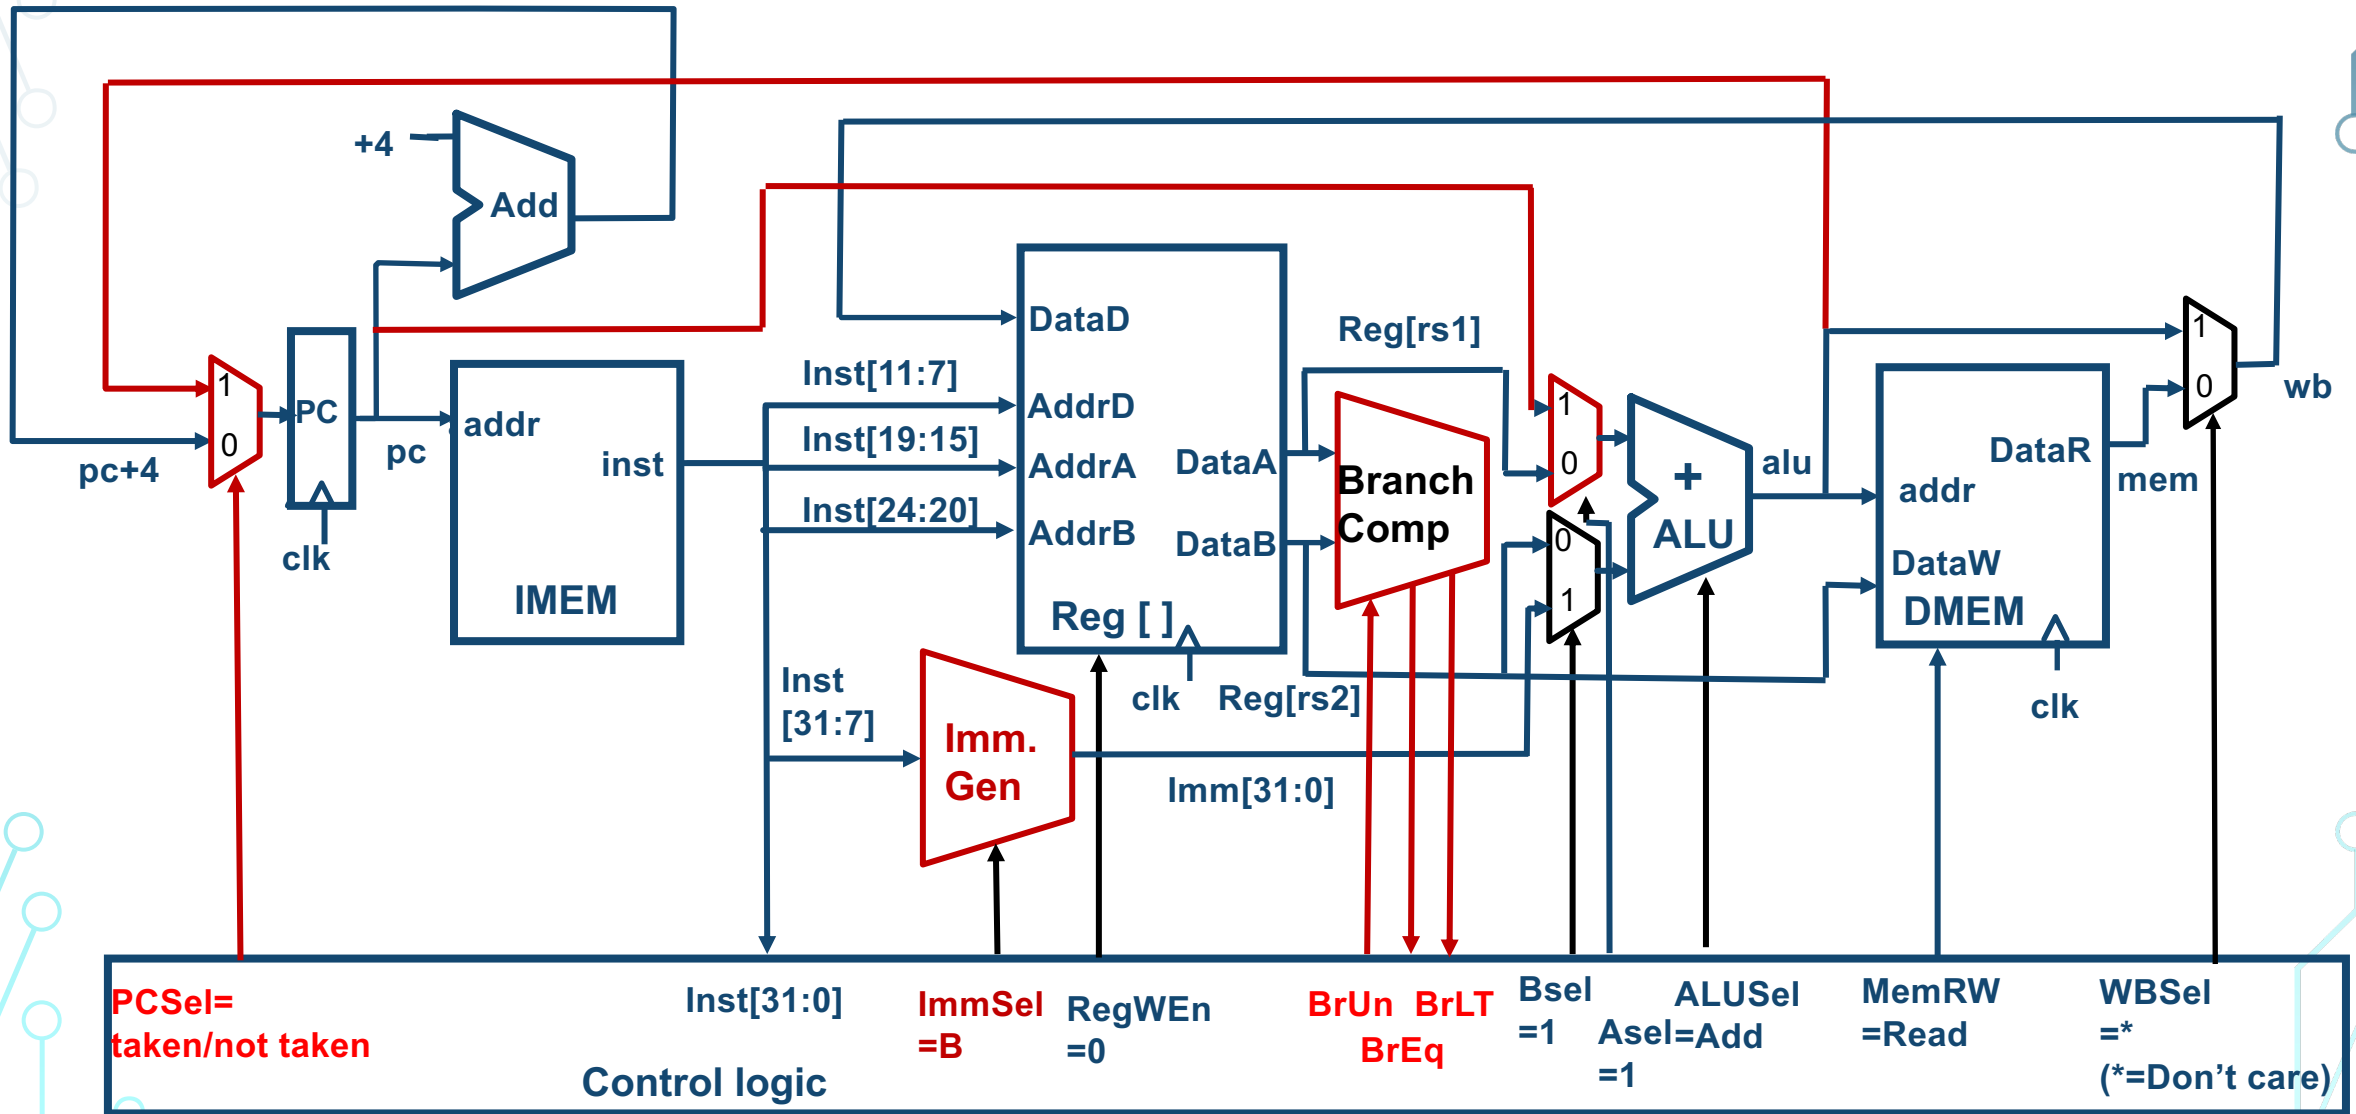 +4
Add
DataD
Reg[rs1]
1
0
PC
clk
pc+4
pc
addr
inst
IMEM
Inst[11:7]
AddrD
Inst[19:15]
AddrA
Inst[24:20]
AddrB
DataA
DataB
Reg [ ]
clk
Branch
Comp
1
0
0
1
+
ALU
alu
addr
DataW
DMEM
DataR
mem
clk
1
0
wb
Inst
[31:7]
Imm.
Gen
Reg[rs2]
Imm[31:0]
PCSel=
taken/not taken
Inst[31:0]
Control logic
ImmSel
=B
RegWEn
=0
BrUn BrLT
BrEq
Bsel
=1
Asel
=1
ALUSel
=Add
MemRW
=Read
WBSel
=*
(*=Don’t care)